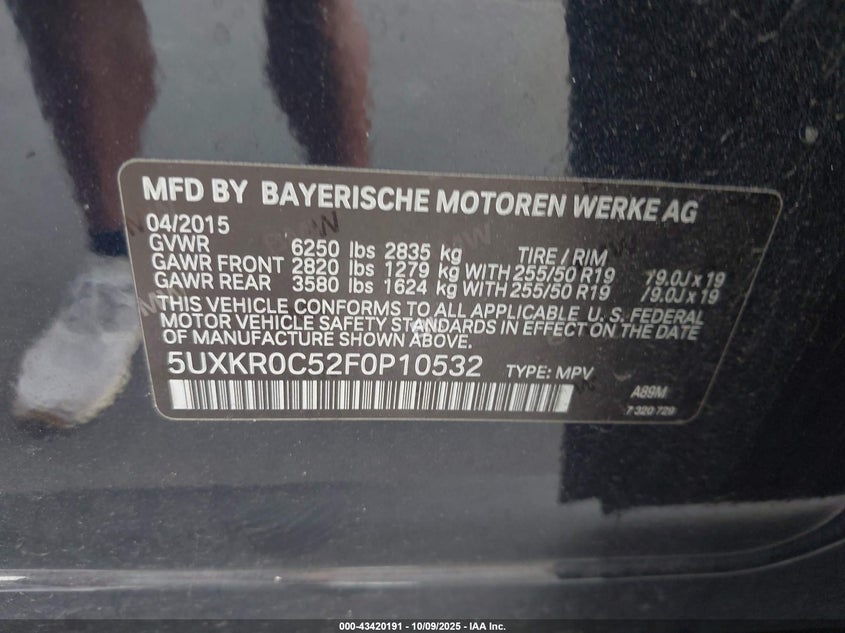 MFD BY BAYERISCHE MOTOREN WERKE AG
04/2015
GVWR 6250 lbs 2835 kg TIRE / RIM
GAWR FRONT 2820 lbs 1279 kg WITH 255/50 R19 /9.0J x 19
GAWR REAR 3580 lbs 1624 kg WITH 255/50 R19 /9.0J x 19
THIS VEHICLE CONFORMS TO ALL APPLICABLE U. S. FEDERAL
MOTOR VEHICLE SAFETY STANDARDS IN EFFECT ON THE DATE
OF MANUFACTURE SHOWN ABOVE.
5UXKR0C52F0P10532 TYPE: MPV
A89M
7 320 728
000-43420191 - 10/09/2025 - IAA Inc.